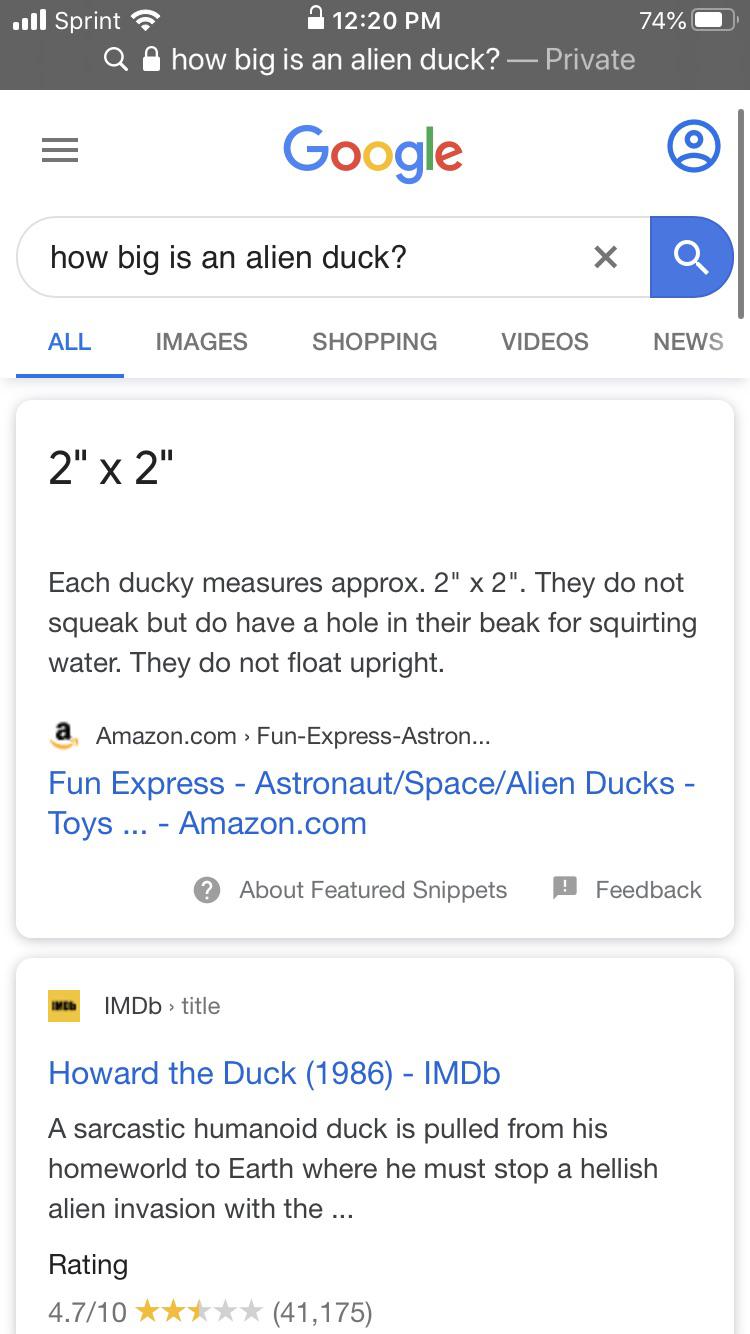 Sprint 12:20 PM 74%
how big is an alien duck? — Private
Google
how big is an alien duck?
ALL IMAGES SHOPPING VIDEOS NEWS
2" x 2"
Each ducky measures approx. 2" x 2". They do not
squeak but do have a hole in their beak for squirting
water. They do not float upright.
a Amazon.com › Fun-Express-Astron...
Fun Express - Astronaut/Space/Alien Ducks -
Toys ... - Amazon.com
? About Featured Snippets ! Feedback
IMDb IMDb › title
Howard the Duck (1986) - IMDb
A sarcastic humanoid duck is pulled from his
homeworld to Earth where he must stop a hellish
alien invasion with the ...
Rating
4.7/10 (41,175)